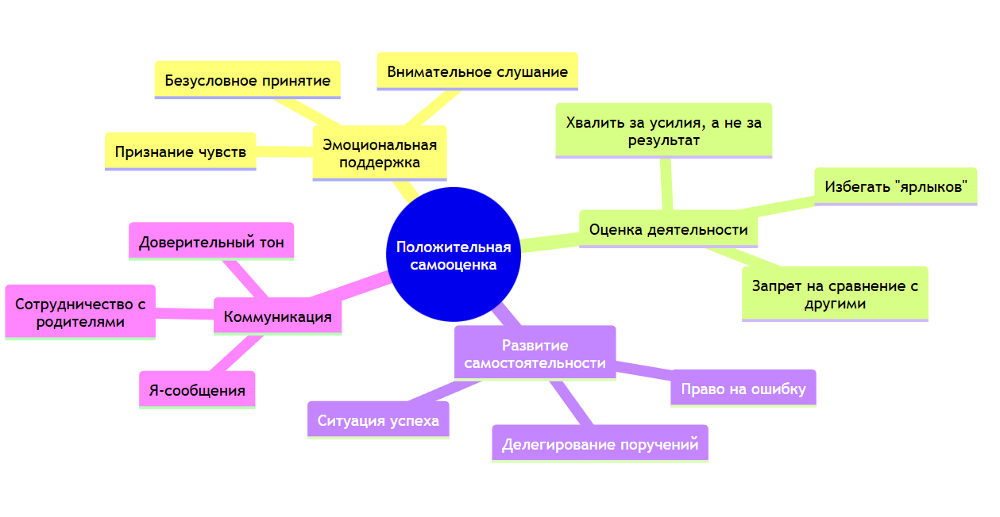 Положительная
самооценка
Эмоциональная
поддержка
Безусловное принятие
Внимательное слушание
Признание чувств
Оценка деятельности
Хвалить за усилия, а не за
результат
Избегать "ярлыков"
Запрет на сравнение с
другими
Развитие
самостоятельности
Право на ошибку
Делегирование поручений
Ситуация успеха
Коммуникация
Доверительный тон
Сотрудничество с
родителями
Я-сообщения